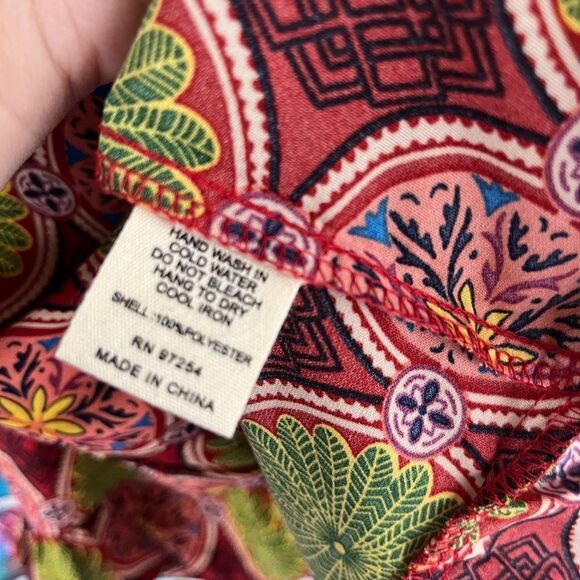 HAND WASH IN
COLD WATER
DO NOT BLEACH
HANG TO DRY
COOL IRON
SHELL:100%POLYESTER
RN 97254
MADE IN CHINA